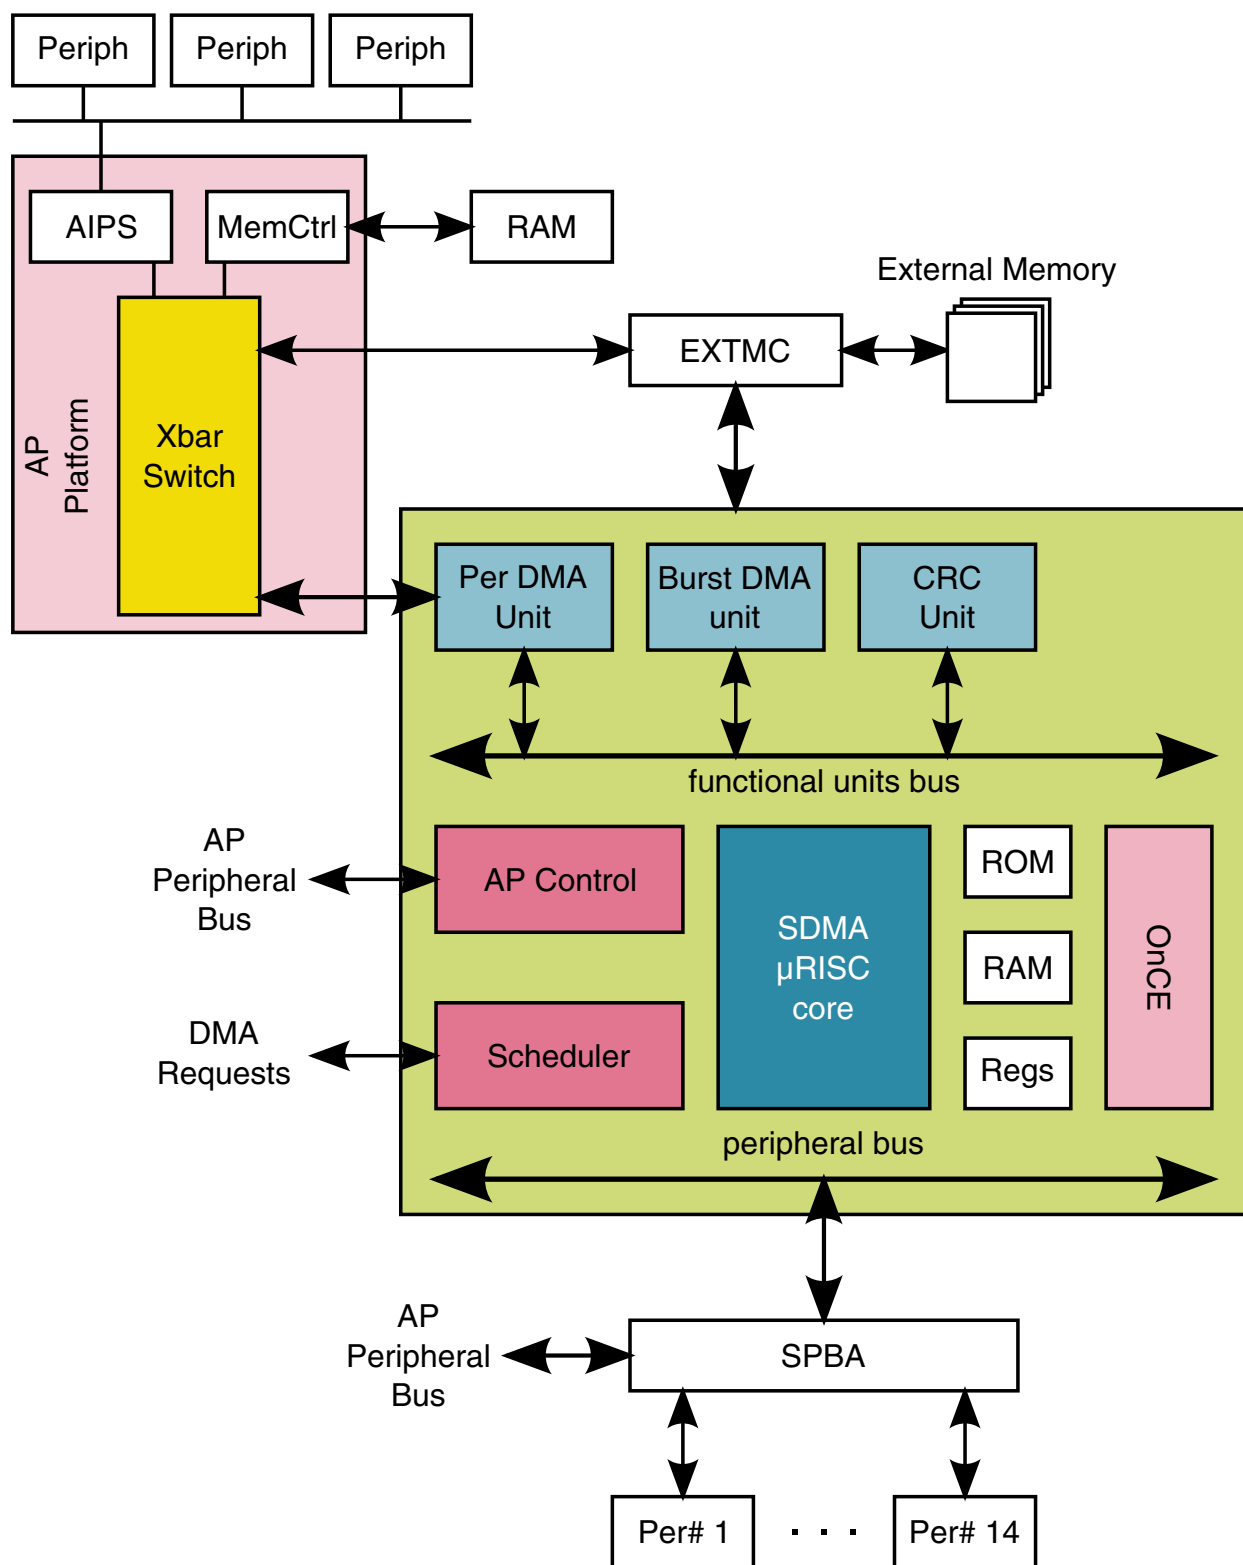 Periph
Periph
Periph
AIPS
MemCtrl
RAM
External Memory
EXTMC
AP
Platform
Xbar
Switch
Per DMA
Unit
Burst DMA
unit
CRC
Unit
functional units bus
AP
Peripheral
Bus
AP Control
SDMA
µRISC
core
ROM
RAM
Regs
OnCE
DMA
Requests
Scheduler
peripheral bus
AP
Peripheral
Bus
SPBA
Per# 1
. . .
Per# 14